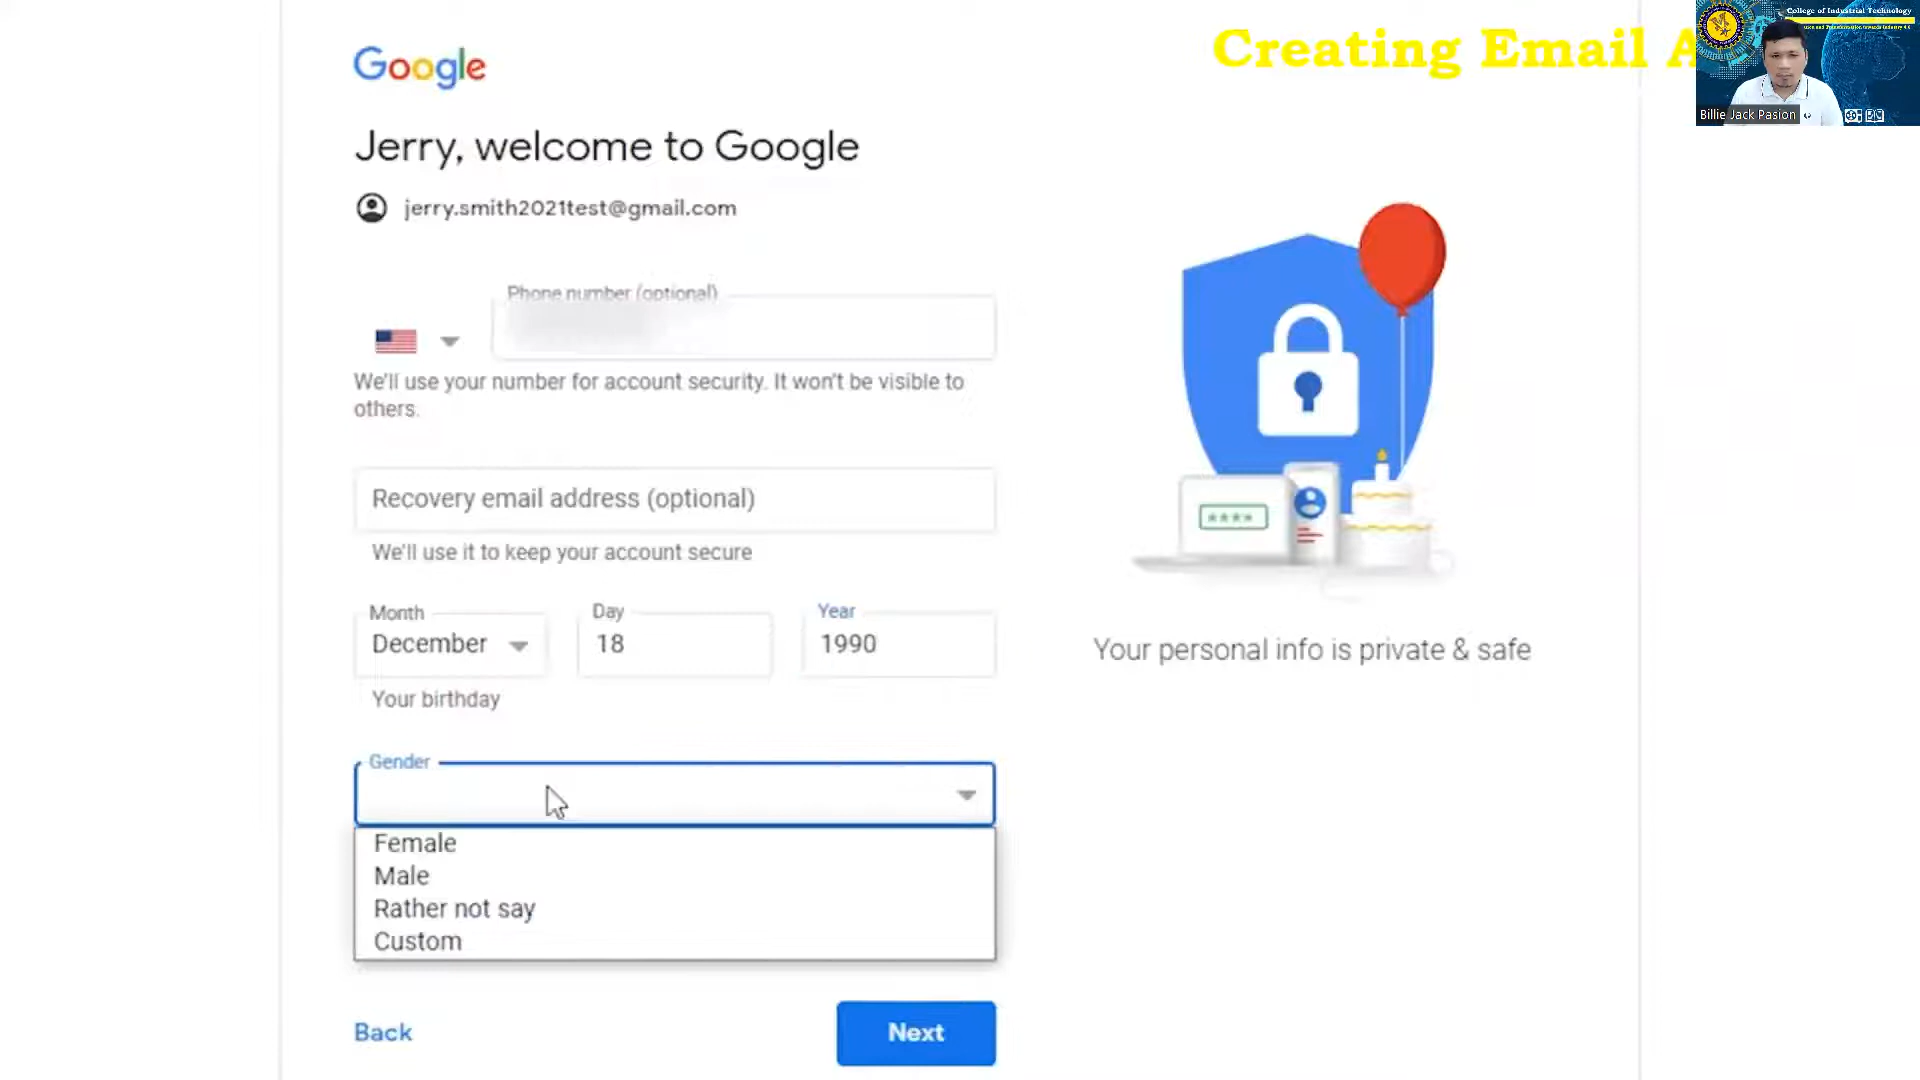 Google
Creating Email A
College of Industrial Technology
Jerry, welcome to Google
Billie Jack Pasion
jerry.smith2021test@gmail.com
Phone number (optional)
We'll use your number for account security. It won't be visible to
others.
Recovery email address (optional)
We'll use it to keep your account secure
Month
Day
Year
December
18
1990
Your birthday
Your personal info is private & safe
Gender
Female
Male
Rather not say
Custom
Back
Next